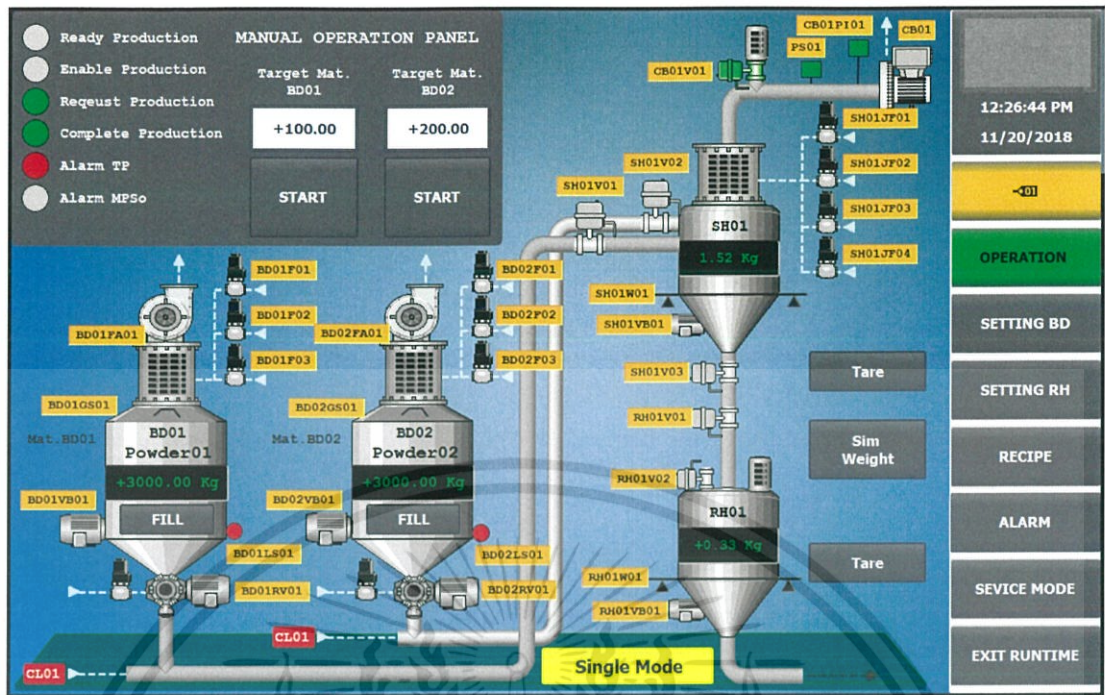 Ready Production
Enable Production
Reqeust Production
Complete Production
Alarm TP
Alarm MPSo
MANUAL OPERATION PANEL
Target Mat.
BD01
Target Mat.
BD02
+100.00
+200.00
START
START
CB01PI01
CB01
PS01
CB01V01
SH01JF01
SH01JF02
SH01JF03
SH01JF04
SH01V02
SH01V01
SH01
1.52 Kg
SH01W01
SH01VB01
SH01V03
RH01V01
RH01V02
RH01
+0.33 Kg
RH01W01
RH01VB01
Tare
Sim
Weight
Tare
BD01F01
BD01F02
BD01F03
BD01FA01
BD01GS01
Mat.BD01
BD01
Powder01
+3000.00 Kg
FILL
BD01VB01
BD01LS01
BD01RV01
BD02F01
BD02F02
BD02F03
BD02FA01
BD02GS01
Mat.BD02
BD02
Powder02
+3000.00 Kg
FILL
BD02VB01
BD02LS01
BD02RV01
CL01
CL01
Single Mode
12:26:44 PM
11/20/2018
01
OPERATION
SETTING BD
SETTING RH
RECIPE
ALARM
SEVICE MODE
EXIT RUNTIME